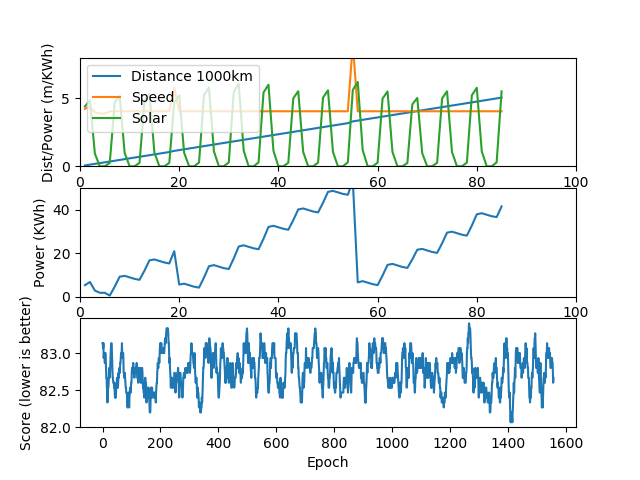 Dist/Power (m/KWh)
5
0
Distance 1000km
Speed
Solar
0 20 40 60 80 100
Power (KWh)
40
20
0
0 20 40 60 80 100
Score (lower is better)
83.0
82.5
82.0
0 200 400 600 800 1000 1200 1400 1600
Epoch